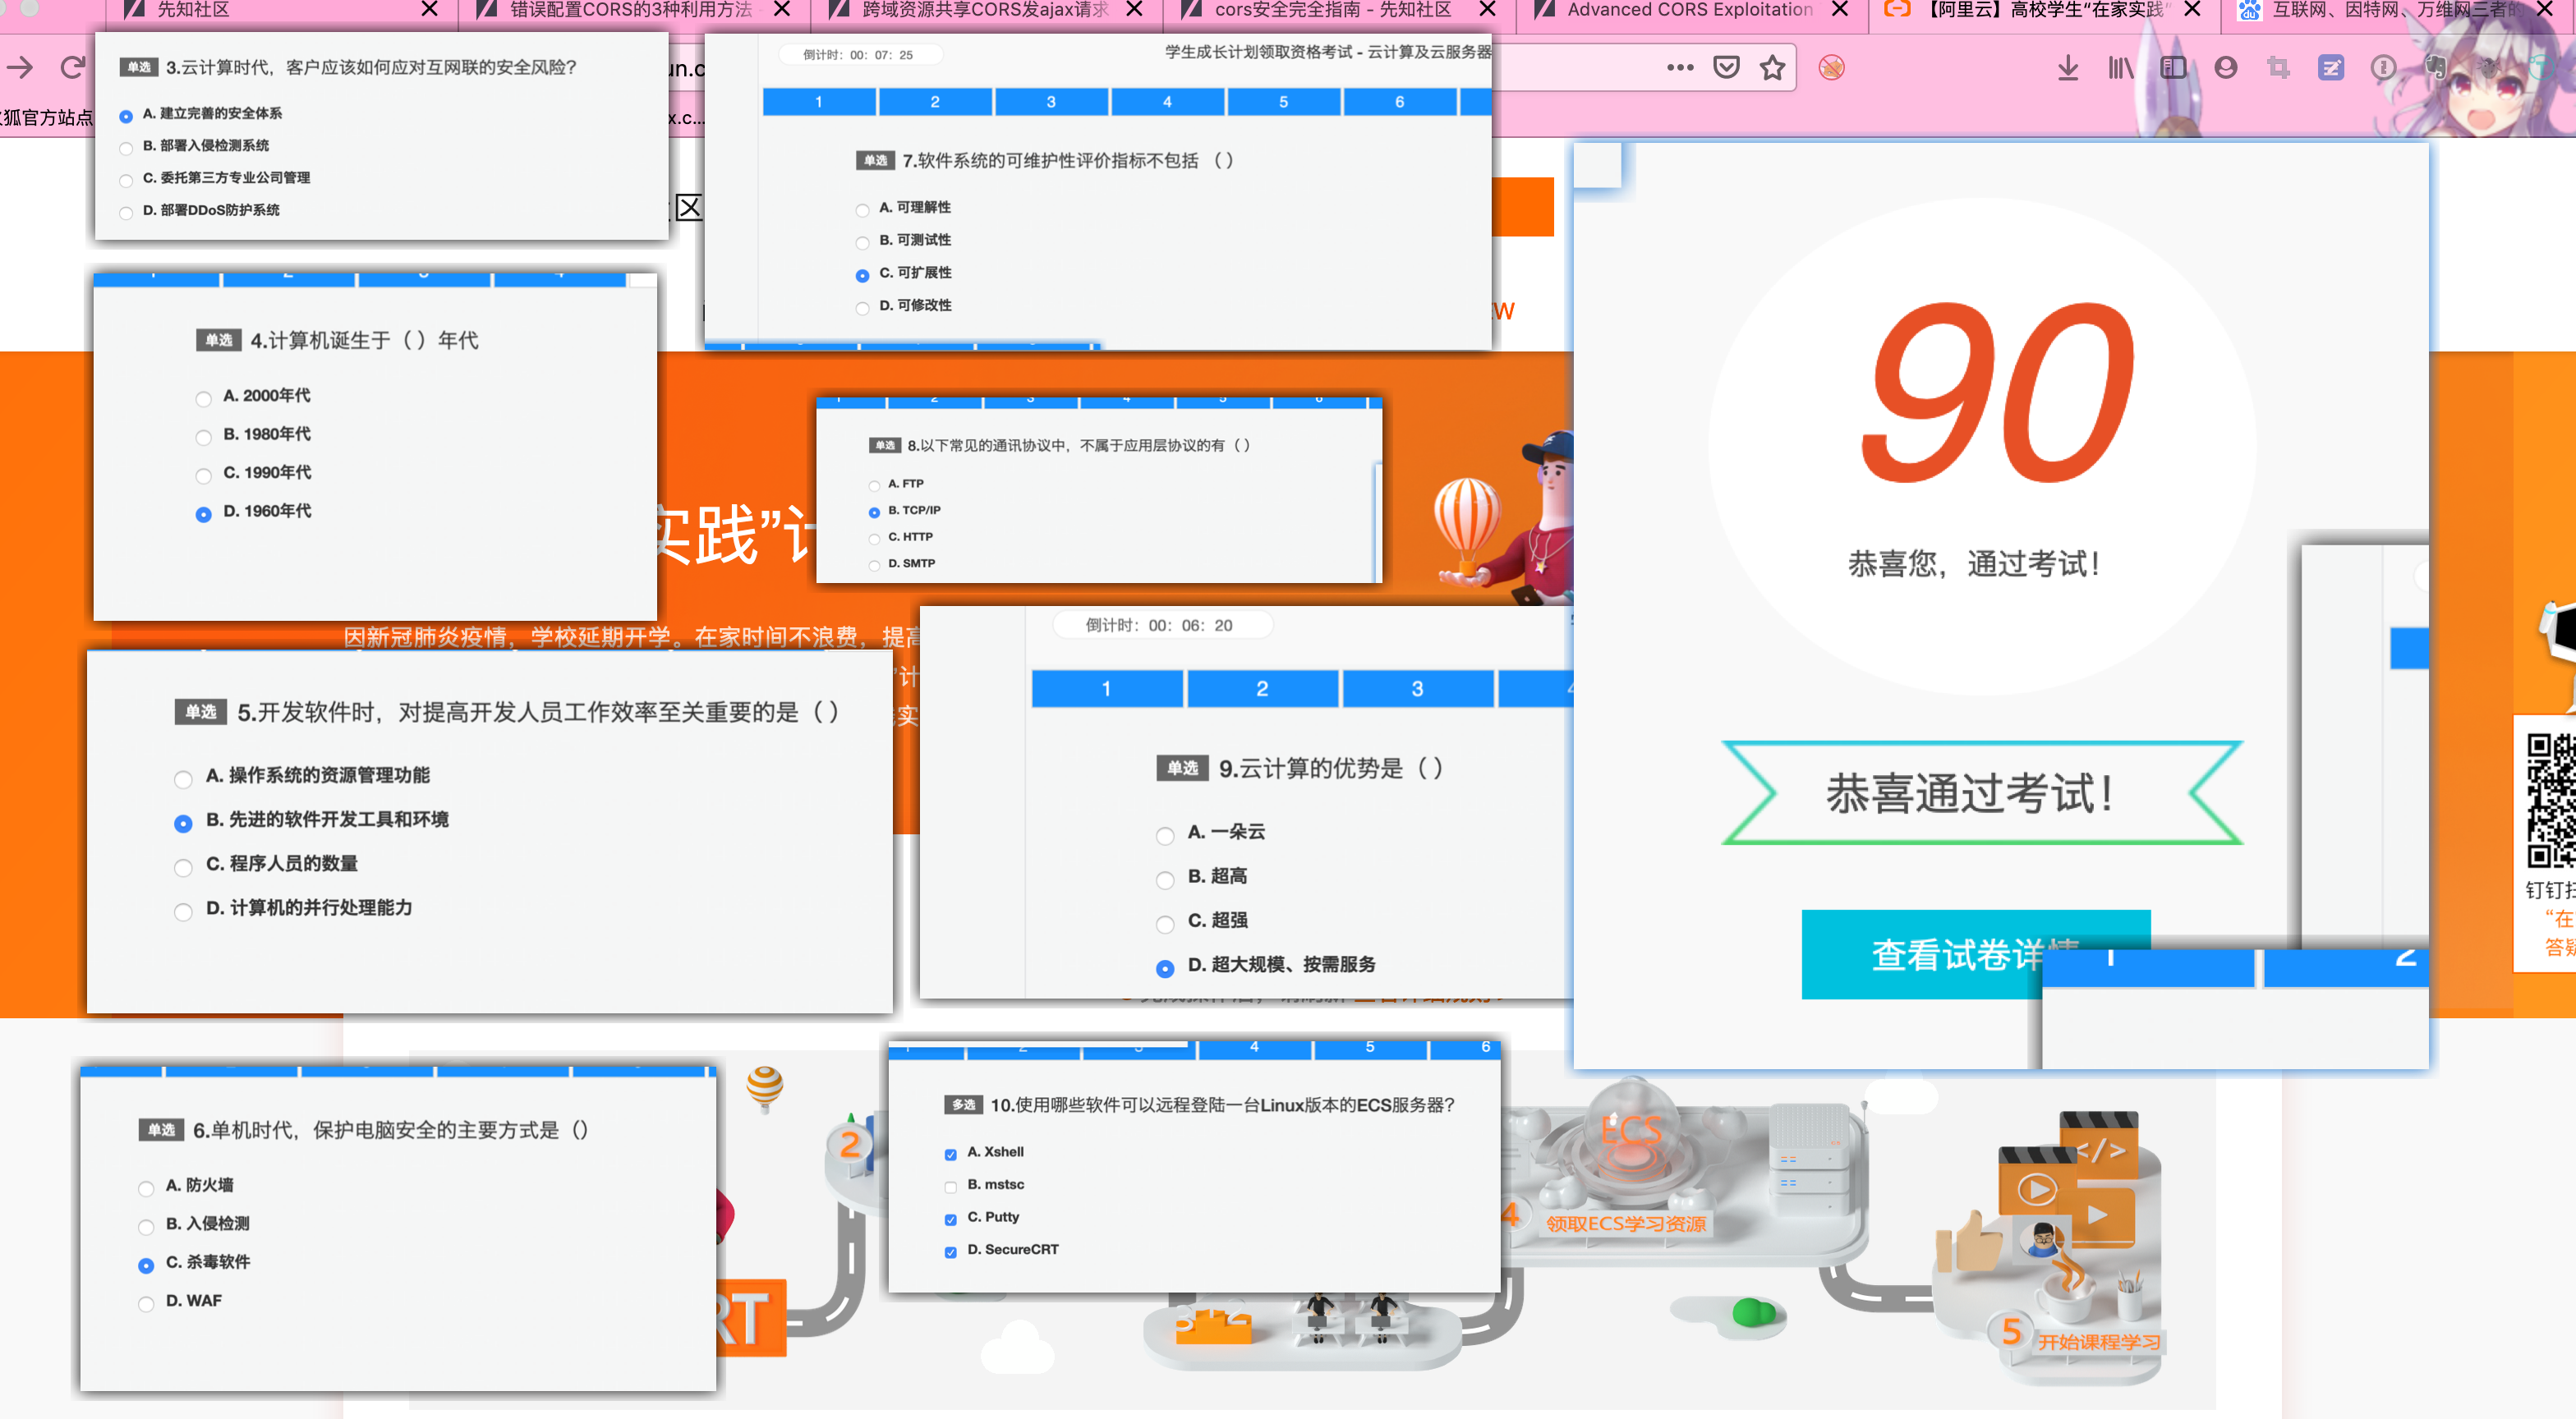 先知社区
错误配置CORS的3种利用方法 -
跨域资源共享CORS发ajax请求
cors安全完全指南 - 先知社区
Advanced CORS Exploitation
【阿里云】高校学生“在家实践”
互联网、因特网、万维网三者的
狐官方站点
un.c
x.c...
单选 3.云计算时代，客户应该如何应对互网联的安全风险?
A. 建立完善的安全体系
B. 部署入侵检测系统
C. 委托第三方专业公司管理
D. 部署DDoS防护系统
区
倒计时：00：07：25
学生成长计划领取资格考试 - 云计算及云服务器
1 2 3 4 5 6
单选 7.软件系统的可维护性评价指标不包括 （ ）
A. 可理解性
B. 可测试性
C. 可扩展性
D. 可修改性
EW
4
单选 4.计算机诞生于（ ）年代
A. 2000年代
B. 1980年代
C. 1990年代
D. 1960年代
实践”计
1 2 3 4 5 6
单选 8.以下常见的通讯协议中，不属于应用层协议的有（ ）
A. FTP
B. TCP/IP
C. HTTP
D. SMTP
因新冠肺炎疫情，学校延期开学。在家时间不浪费，提高
”计
实
单选 5.开发软件时，对提高开发人员工作效率至关重要的是（ ）
A. 操作系统的资源管理功能
B. 先进的软件开发工具和环境
C. 程序人员的数量
D. 计算机的并行处理能力
倒计时：00：06：20
1 2 3 4
单选 9.云计算的优势是（ ）
A. 一朵云
B. 超高
C. 超强
D. 超大规模、按需服务
90
恭喜您，通过考试！
恭喜通过考试！
查看试卷详情
1 2
钉钉扫
“在
答疑
单选 6.单机时代，保护电脑安全的主要方式是（）
A. 防火墙
B. 入侵检测
C. 杀毒软件
D. WAF
1 2 3 4 5 6
多选 10.使用哪些软件可以远程登陆一台Linux版本的ECS服务器?
A. Xshell
B. mstsc
C. Putty
D. SecureCRT
2
RT
3 1 2
ECS
4 领取ECS学习资源
</>
5 开始课程学习